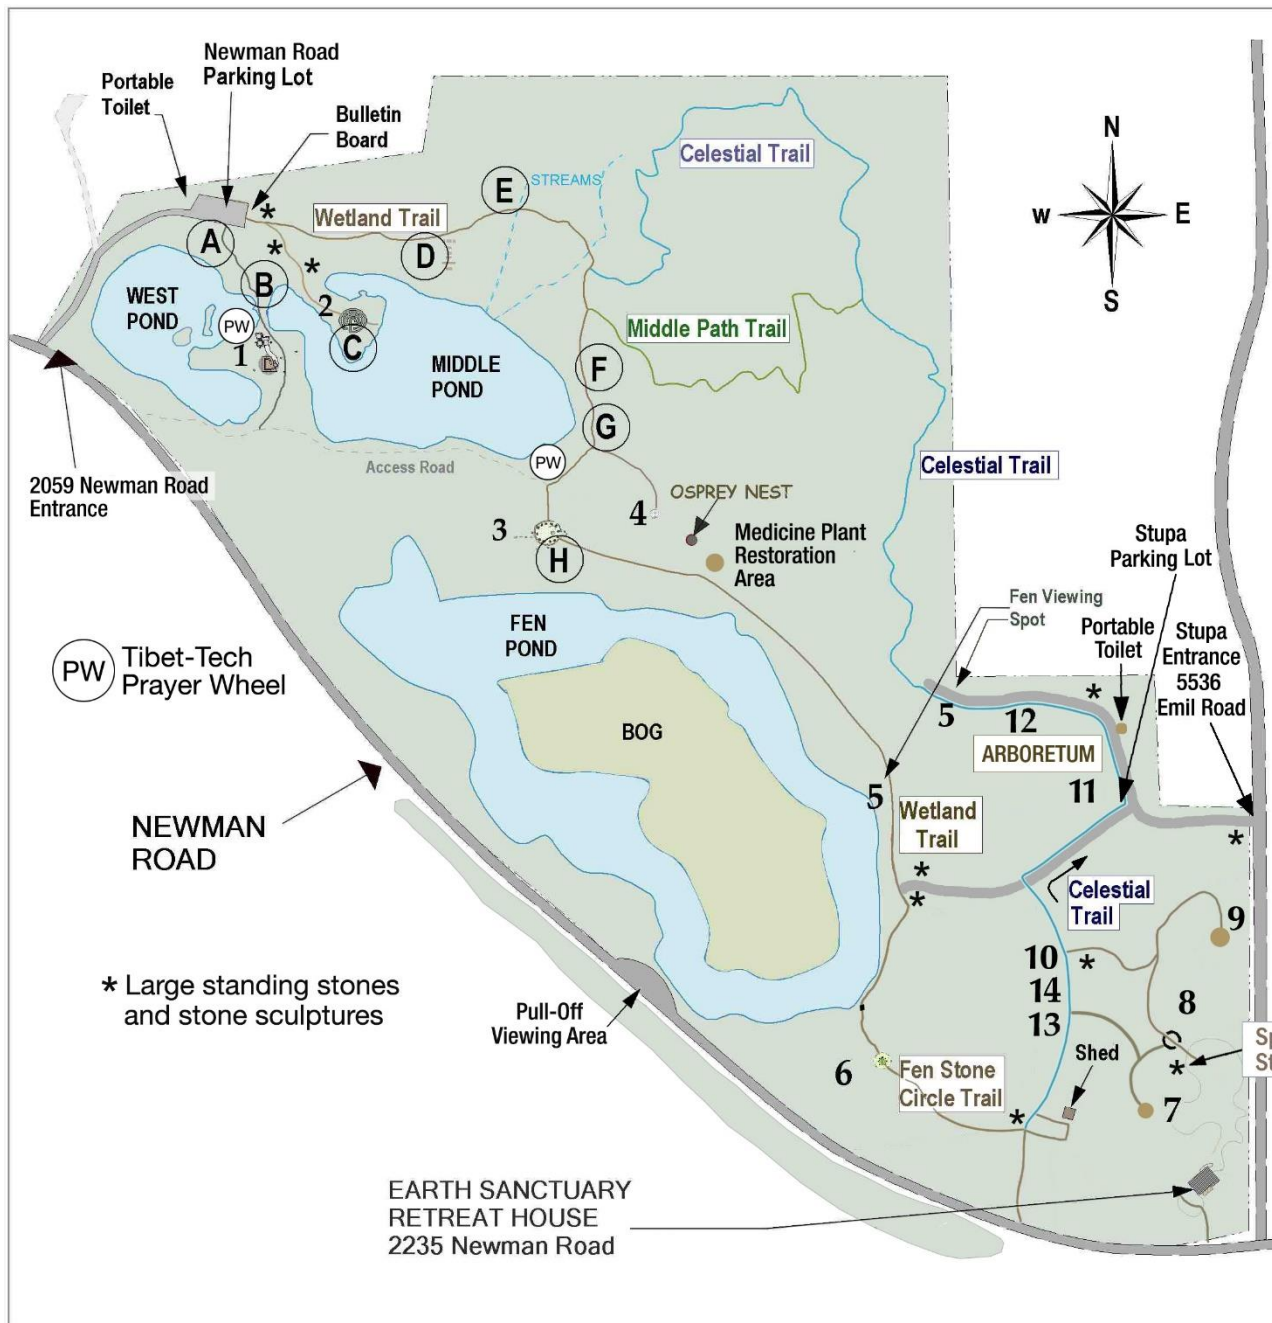 Newman Road
Parking Lot
Portable
Toilet
Bulletin
Board
Celestial Trail
N
W
E
S
STREAMS
E
Wetland Trail
A
D
B
WEST
POND
PW
1
2
C
MIDDLE
POND
Middle Path Trail
F
G
PW
Access Road
2059 Newman Road
Entrance
Celestial Trail
OSPREY NEST
4
3
H
Medicine Plant
Restoration
Area
Stupa
Parking Lot
Fen Viewing
Spot
Portable
Toilet
Stupa
Entrance
5536
Emil Road
FEN
POND
PW
Tibet-Tech
Prayer Wheel
BOG
5
12
*
ARBORETUM
11
5
Wetland
Trail
*
NEWMAN
ROAD
*
*
Celestial
Trail
9
10
*
14
13
8
* Large standing stones
and stone sculptures
Pull-Off
Viewing Area
Shed
*
Sp
St
6
Fen Stone
Circle Trail
*
7
EARTH SANCTUARY
RETREAT HOUSE
2235 Newman Road
*
*
*